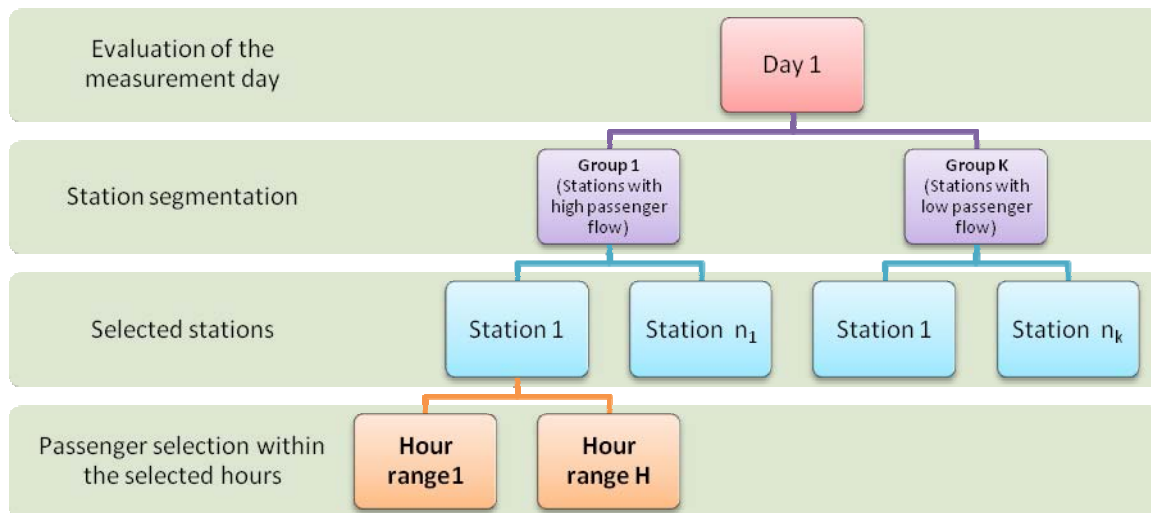 Evaluation of the
measurement day
Day 1
Station segmentation
Group 1
(Stations with
high passenger
flow)
Group K
(Stations with
low passenger
flow)
Selected stations
Station 1
Station n₁
Station 1
Station nₖ
Passenger selection within
the selected hours
Hour
range1
Hour
range H